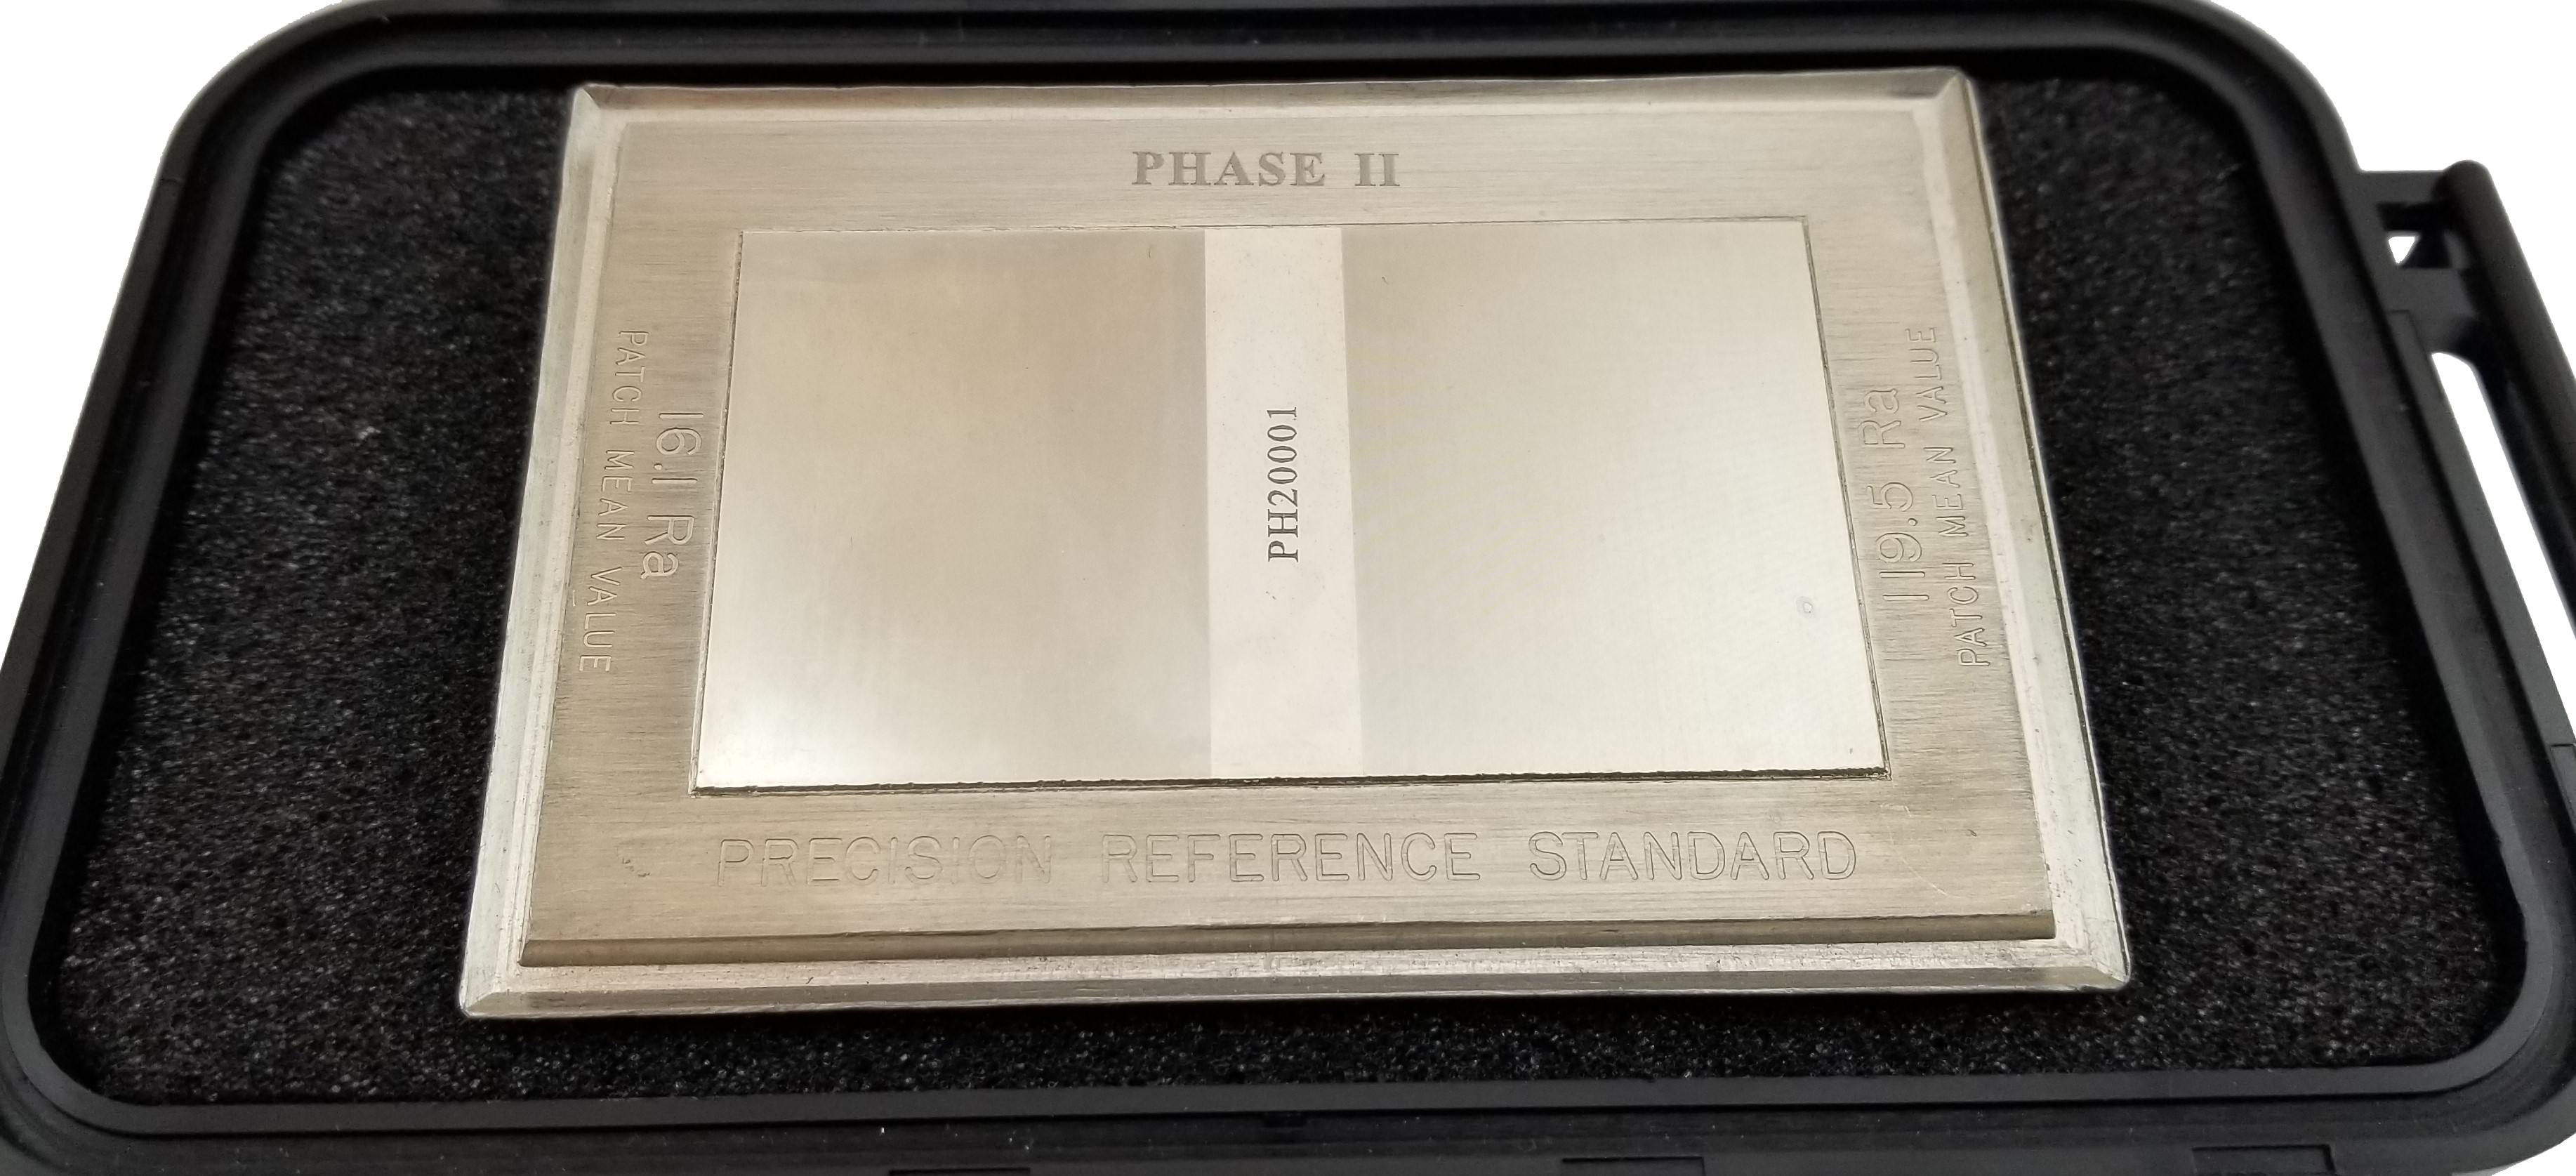 PHASE II
16.1 Ra
PATCH MEAN VALUE
PH20001
119.5 Ra
PATCH MEAN VALUE
PRECISION REFERENCE STANDARD